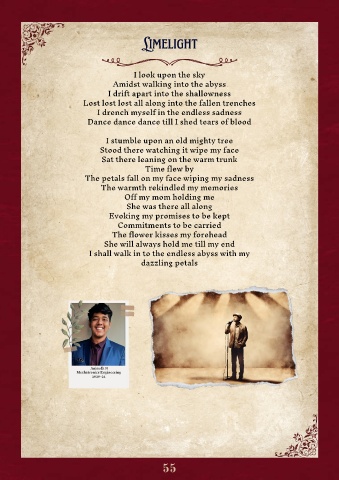 LIMELIGHT
I look upon the sky
Amidst walking into the abyss
I drift apart into the shallowness
Lost lost lost all along into the fallen trenches
I drench myself in the endless sadness
Dance dance dance till I shed tears of blood
I stumble upon an old mighty tree
Stood there watching it wipe my face
Sat there leaning on the warm trunk
Time flew by
The petals fall on my face wiping my sadness
The warmth rekindled my memories
Off my mom holding me
She was there all along
Evoking my promises to be kept
Commitments to be carried
The flower kisses my forehead
She will always hold me till my end
I shall walk in to the endless abyss with my
dazzling petals
Mechatronics Engineering
55